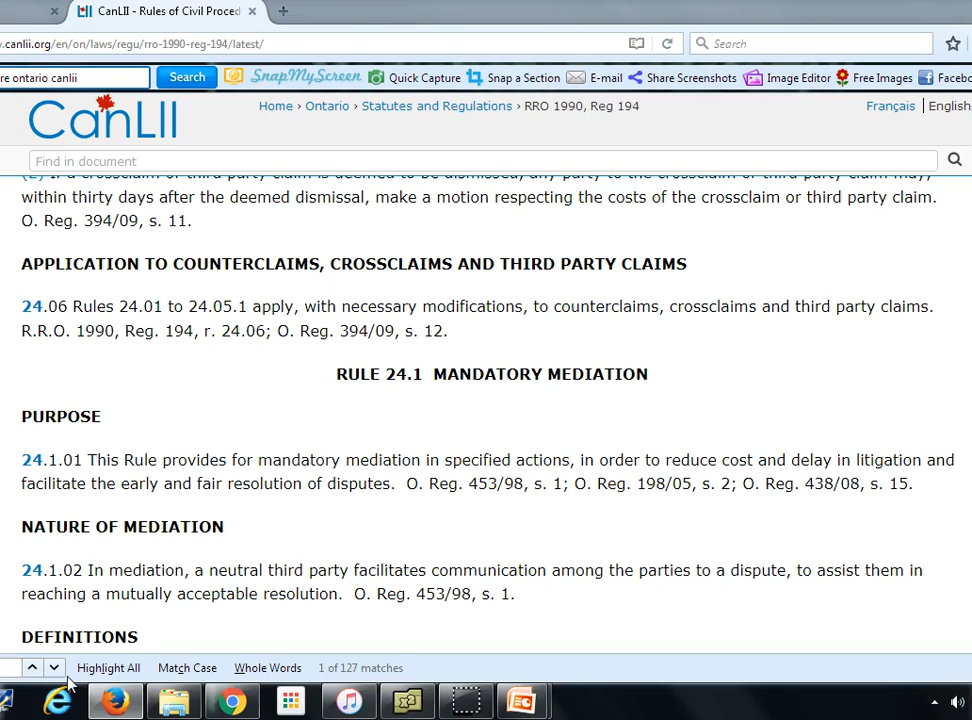 CanLII - Rules of Civil Proced
.canlii.org/en/on/laws/regu/rro-1990-reg-194/latest/
Search
re ontario canlii
Search
SnapMyScreen
Quick Capture
Snap a Section
E-mail
Share Screenshots
Image Editor
Free Images
Facebo
CanLII
Home › Ontario › Statutes and Regulations › RRO 1990, Reg 194
Français | English
Find in document
within thirty days after the deemed dismissal, make a motion respecting the costs of the crossclaim or third party claim.
O. Reg. 394/09, s. 11.
APPLICATION TO COUNTERCLAIMS, CROSSCLAIMS AND THIRD PARTY CLAIMS
24.06 Rules 24.01 to 24.05.1 apply, with necessary modifications, to counterclaims, crossclaims and third party claims.
R.R.O. 1990, Reg. 194, r. 24.06; O. Reg. 394/09, s. 12.
RULE 24.1 MANDATORY MEDIATION
PURPOSE
24.1.01 This Rule provides for mandatory mediation in specified actions, in order to reduce cost and delay in litigation and
facilitate the early and fair resolution of disputes. O. Reg. 453/98, s. 1; O. Reg. 198/05, s. 2; O. Reg. 438/08, s. 15.
NATURE OF MEDIATION
24.1.02 In mediation, a neutral third party facilitates communication among the parties to a dispute, to assist them in
reaching a mutually acceptable resolution. O. Reg. 453/98, s. 1.
DEFINITIONS
Highlight All
Match Case
Whole Words
1 of 127 matches